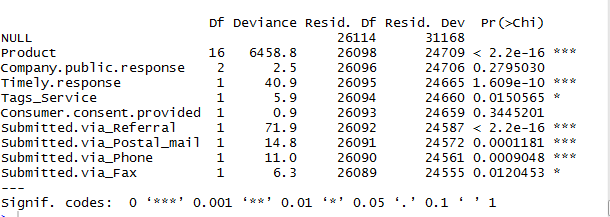 Df Deviance Resid. Df Resid. Dev Pr(>Chi)
NULL 26114 31168
Product 16 6458.8 26098 24709 < 2.2e-16 ***
Company.public.response 2 2.5 26096 24706 0.2795030
Timely.response 1 40.9 26095 24665 1.609e-10 ***
Tags_Service 1 5.9 26094 24660 0.0150565 *
Consumer.consent.provided 1 0.9 26093 24659 0.3445201
Submitted.via_Referral 1 71.9 26092 24587 < 2.2e-16 ***
Submitted.via_Postal_mail 1 14.8 26091 24572 0.0001181 ***
Submitted.via_Phone 1 11.0 26090 24561 0.0009048 ***
Submitted.via_Fax 1 6.3 26089 24555 0.0120453 *
---
Signif. codes: 0 ‘***’ 0.001 ‘**’ 0.01 ‘*’ 0.05 ‘.’ 0.1 ‘ ’ 1